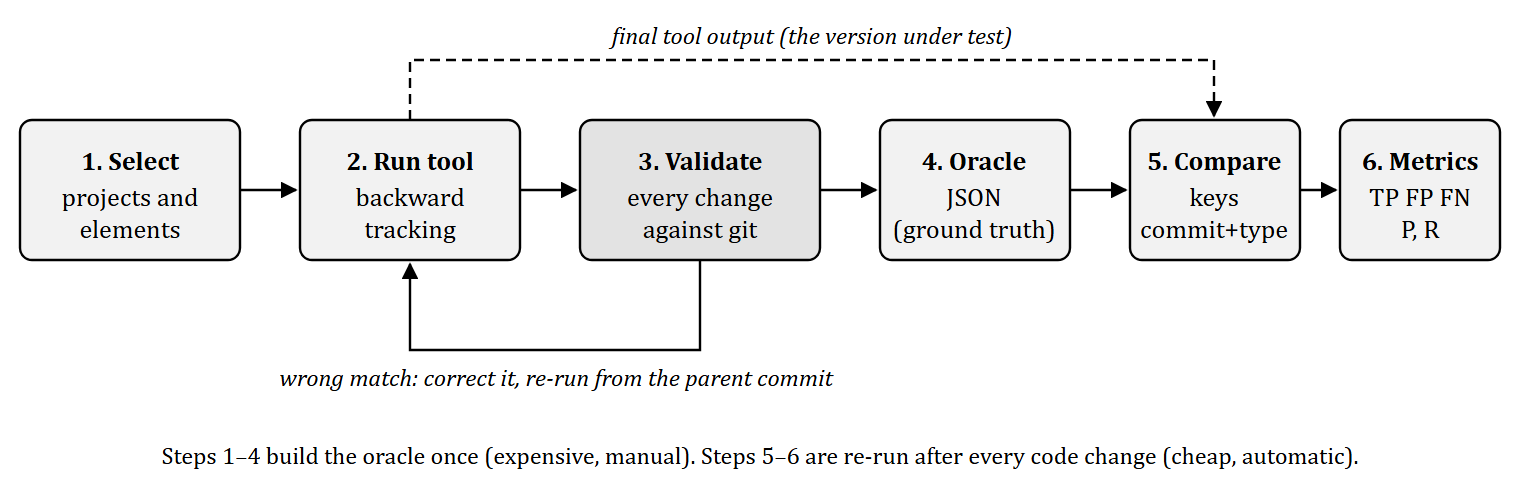 final tool output (the version under test)
1. Select
projects and
elements
2. Run tool
backward
tracking
3. Validate
every change
against git
4. Oracle
JSON
(ground truth)
5. Compare
keys
commit+type
6. Metrics
TP FP FN
P, R
wrong match: correct it, re-run from the parent commit
Steps 1–4 build the oracle once (expensive, manual). Steps 5–6 are re-run after every code change (cheap, automatic).